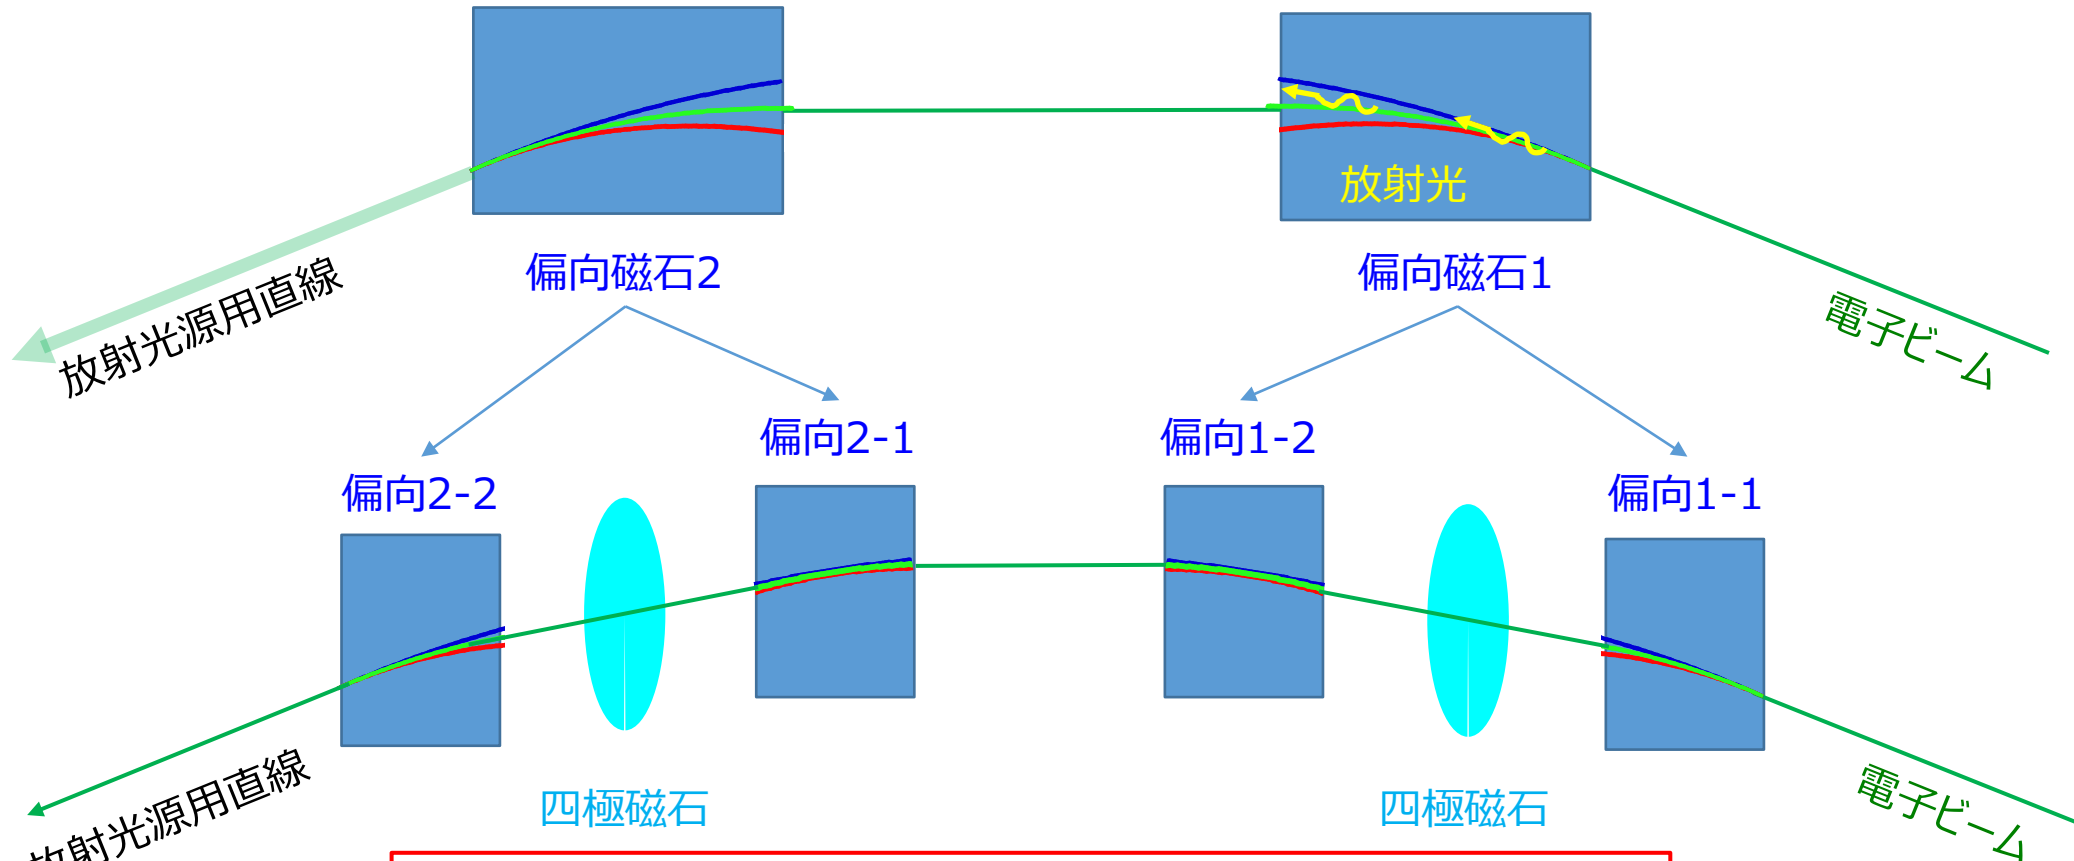 放射光
偏向磁石2
偏向磁石1
放射光源用直線
電子ビーム
偏向2-1
偏向1-2
偏向2-2
偏向1-1
四極磁石
四極磁石
放射光源用直線
電子ビーム